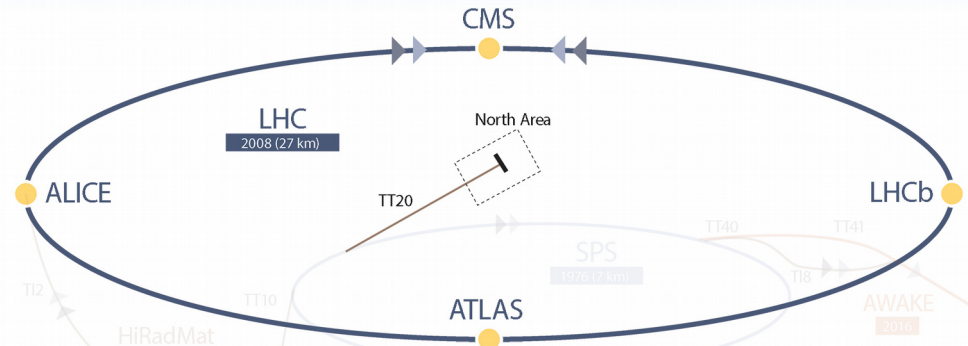 CMS
LHC
2008 (27 km)
North Area
ALICE
TT20
LHCb
TT40
TT41
SPS
1976 (7 km)
TI2
TT10
TI8
ATLAS
AWAKE
2016
HiRadMat